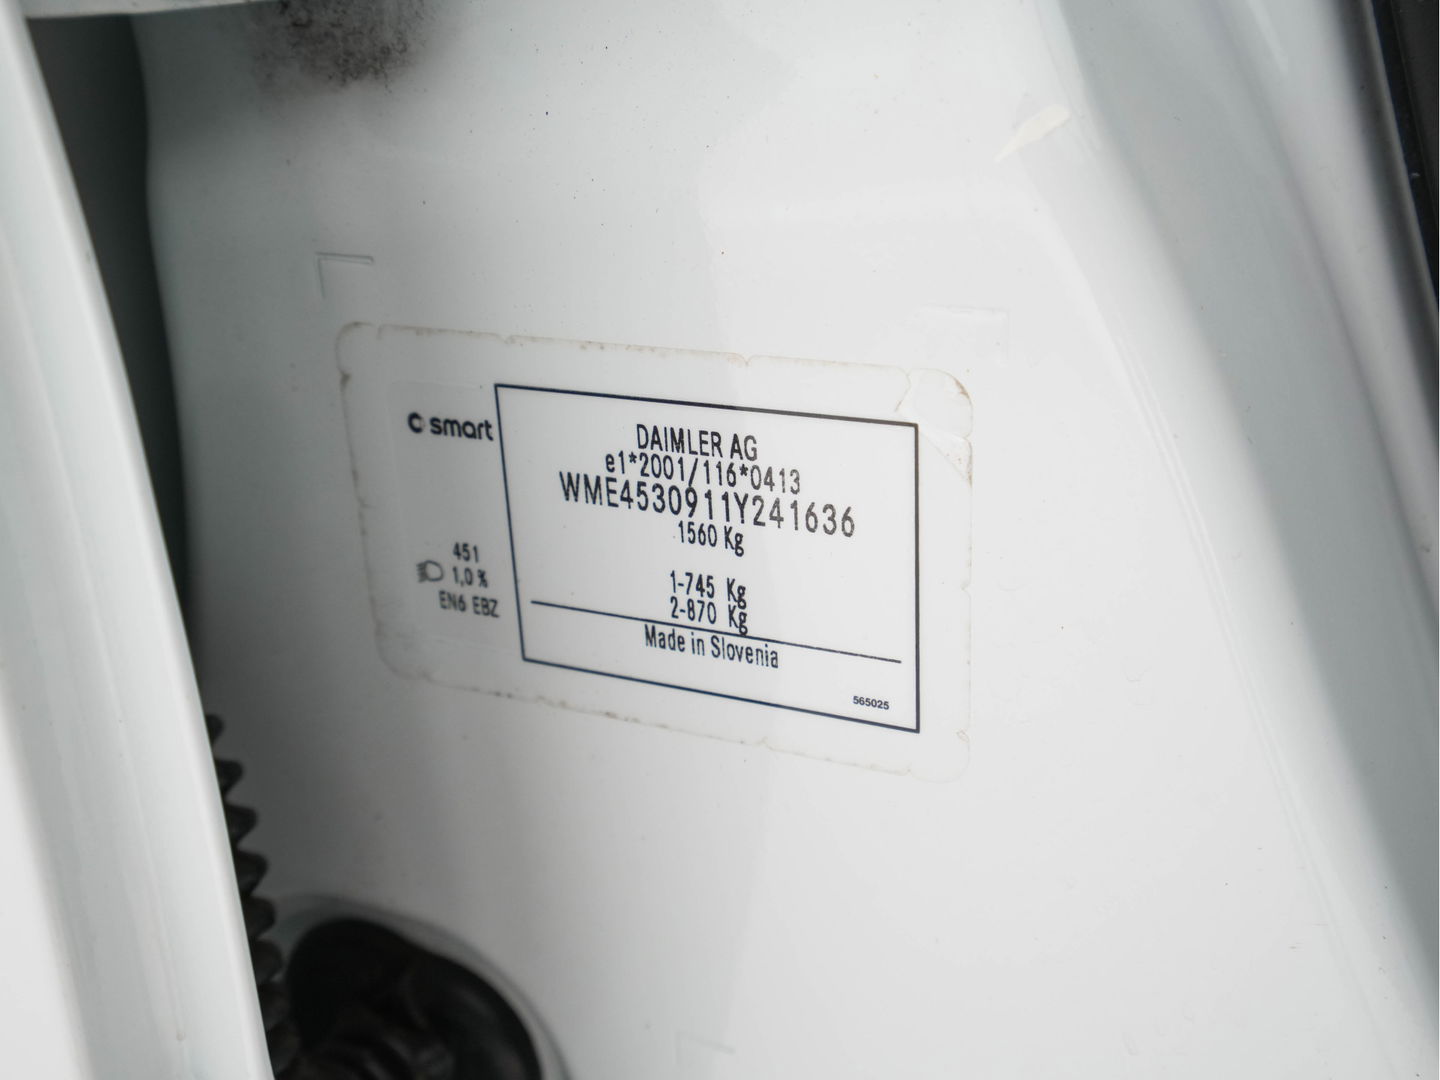 smart
DAIMLER AG
e1*2001/116*0413
WME4530911Y241636
1560 Kg
1-745 Kg
2-870 Kg
Made in Slovenia
565025
451
1,0 %
EN6 EBZ